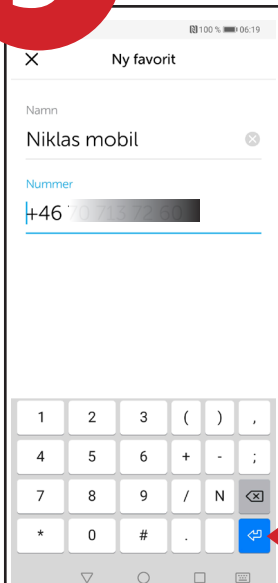 100 % 06:19
Ny favorit
Namn
Niklas mobil
Nummer
+46
1 2 3 ( ) ,
4 5 6 + - ;
7 8 9 / N
* 0 # .